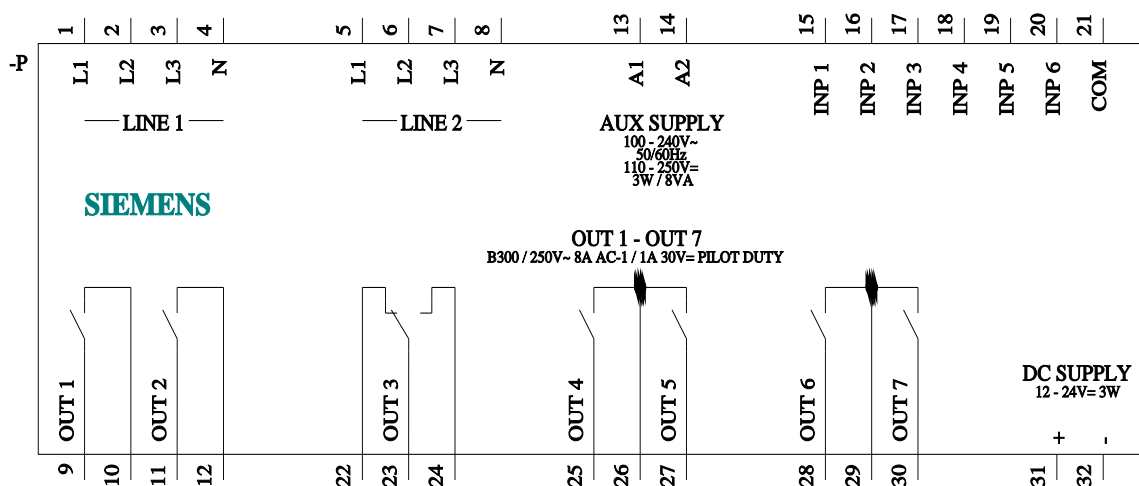 1 2 3 4 5 6 7 8 13 14 15 16 17 18 19 20 21
-P
L1 L2 L3 N L1 L2 L3 N A1 A2 INP 1 INP 2 INP 3 INP 4 INP 5 INP 6 COM
LINE 1 LINE 2 AUX SUPPLY
100 - 240V~
50/60Hz
110 - 250V=
3W / 8VA
SIEMENS
OUT 1 - OUT 7
B300 / 250V~ 8A AC-1 / 1A 30V= PILOT DUTY
OUT 1 OUT 2 OUT 3 OUT 4 OUT 5 OUT 6 OUT 7
DC SUPPLY
12 - 24V= 3W
+ -
9 10 11 12 22 23 24 25 26 27 28 29 30 31 32